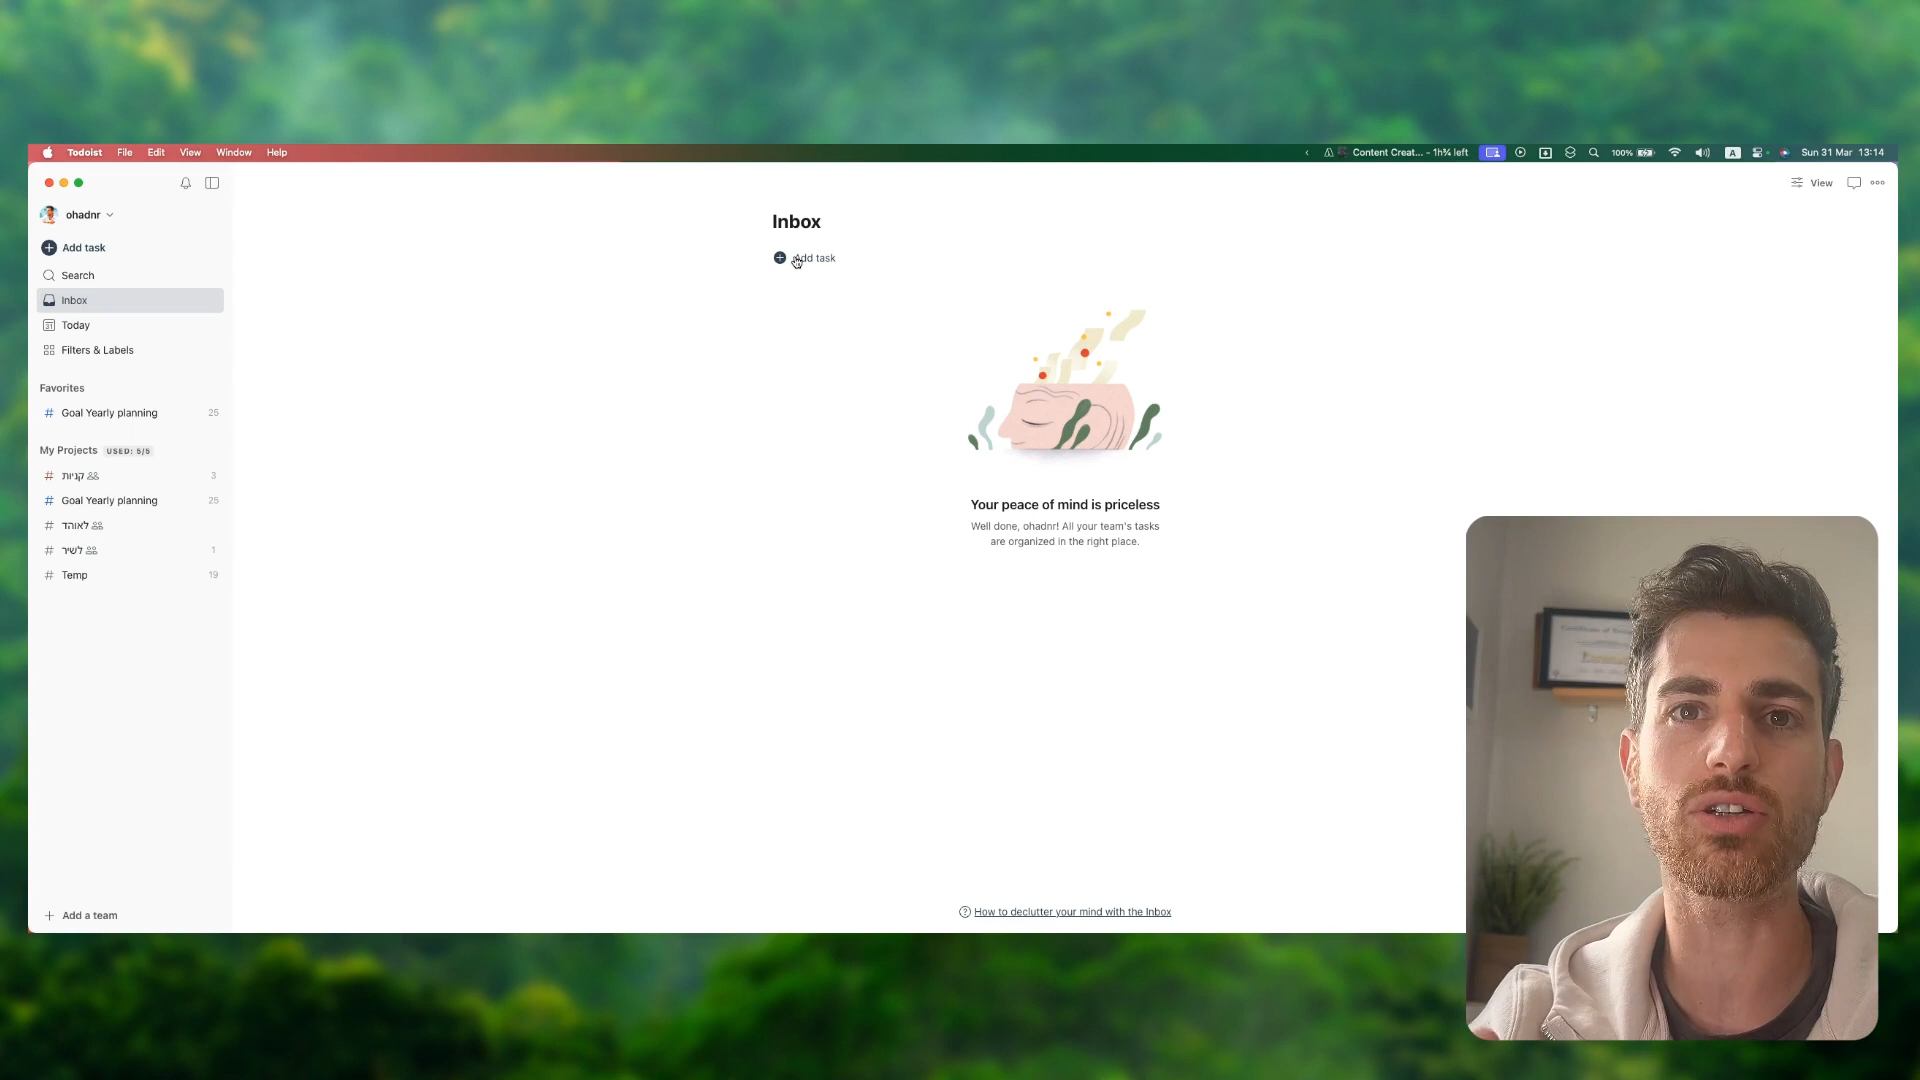 Todoist File Edit View Window Help
Content Creat... - 1h¾ left 100% A Sun 31 Mar 13:14
View
ohadnr
Add task
Search
Inbox
31 Today
Filters & Labels
Favorites
# Goal Yearly planning 25
My Projects USED: 5/5
# קניות 3
# Goal Yearly planning 25
# לאוהד
# לשיר 1
# Temp 19
Add a team
Inbox
Add task
Your peace of mind is priceless
Well done, ohadnr! All your team's tasks
are organized in the right place.
How to declutter your mind with the Inbox